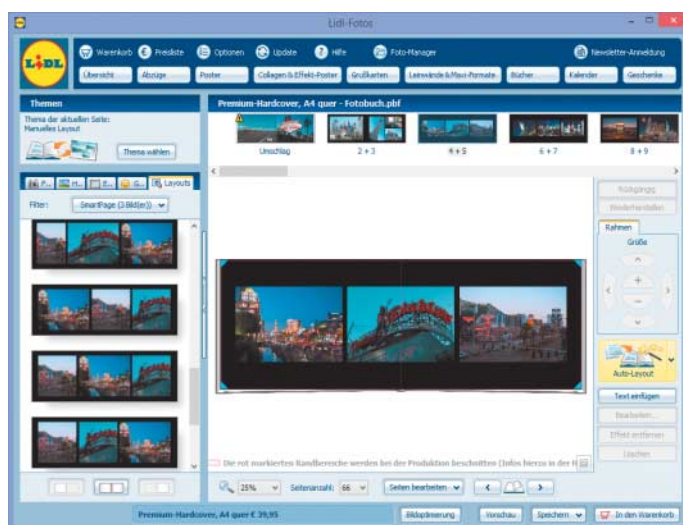 Lidl-Fotos
LiDL
Warenkorb Preisliste Optionen Update Hilfe Foto-Manager Newsletter-Anmeldung
Übersicht Abzüge Poster Collagen & Effekt-Poster Grußkarten Leinwände & Maxi-Formate Bücher Kalender Geschenke
Themen
Thema der aktuellen Seite:
Manuelles Layout
Thema wählen
Premium-Hardcover, A4 quer - Fotobuch.pbf
Umschlag 2 + 3 4 + 5 6 + 7 8 + 9
F... H... E... G... Layouts
Filter: SmartPage (3 Bild(er))
Rückgängig
Wiederherstellen
Rahmen
Größe
Auto-Layout
Text einfügen
Bearbeiten...
Effekt entfernen
Löschen
Die rot markierten Randbereiche werden bei der Produktion beschnitten (Infos hierzu in der H
25% Seitenanzahl: 66 Seiten bearbeiten
Premium-Hardcover, A4 quer € 39,95 Bildoptimierung Vorschau Speichern In den Warenkorb